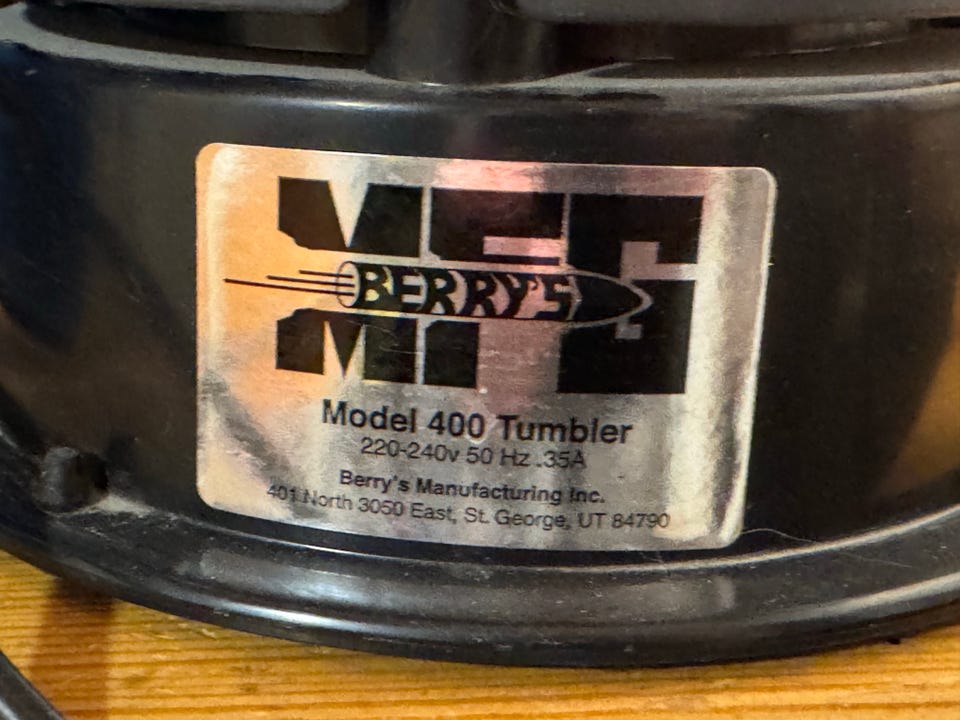 MFG
BERRY'S
Model 400 Tumbler
220-240v 50 Hz .35A
Berry's Manufacturing Inc.
401 North 3050 East, St. George, UT 84790